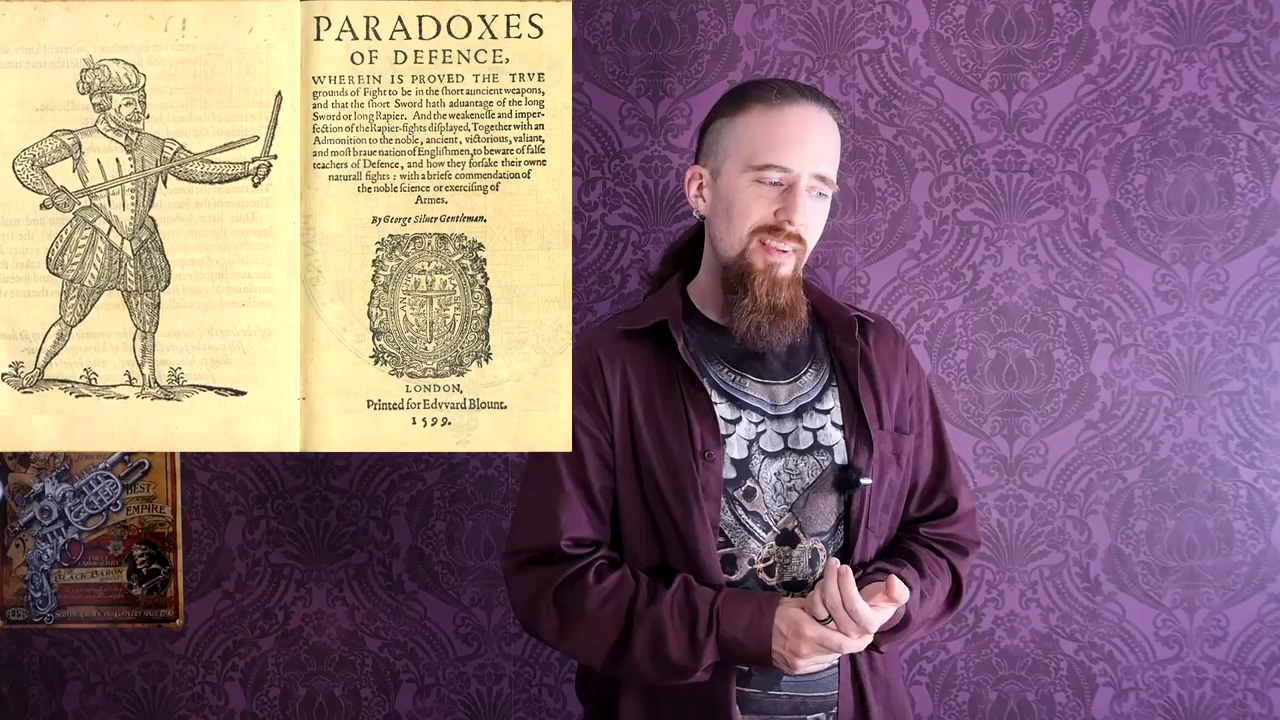 PARADOXES
OF DEFENCE,
WHEREIN IS PROVED THE TRVE
grounds of Fight to be in the ſhort auncient weapons,
and that the ſhort Sword hath aduantage of the long
Sword or long Rapier. And the weakeneſſe and imper-
fection of the Rapier-fights diſplayed, Together with an
Admonition to the noble, ancient, victorious, valiant,
and moſt braue nation of Engliſhmen, to beware of falſe
teachers of Defence, and how they forſake their owne
naturall fights : with a briefe commendation of
the noble ſcience or exerciſing of
Armes.
By George Siluer Gentleman.
LONDON,
Printed for Edvvard Blount.
1599.
BEST
EMPIRE
BLACK BARON